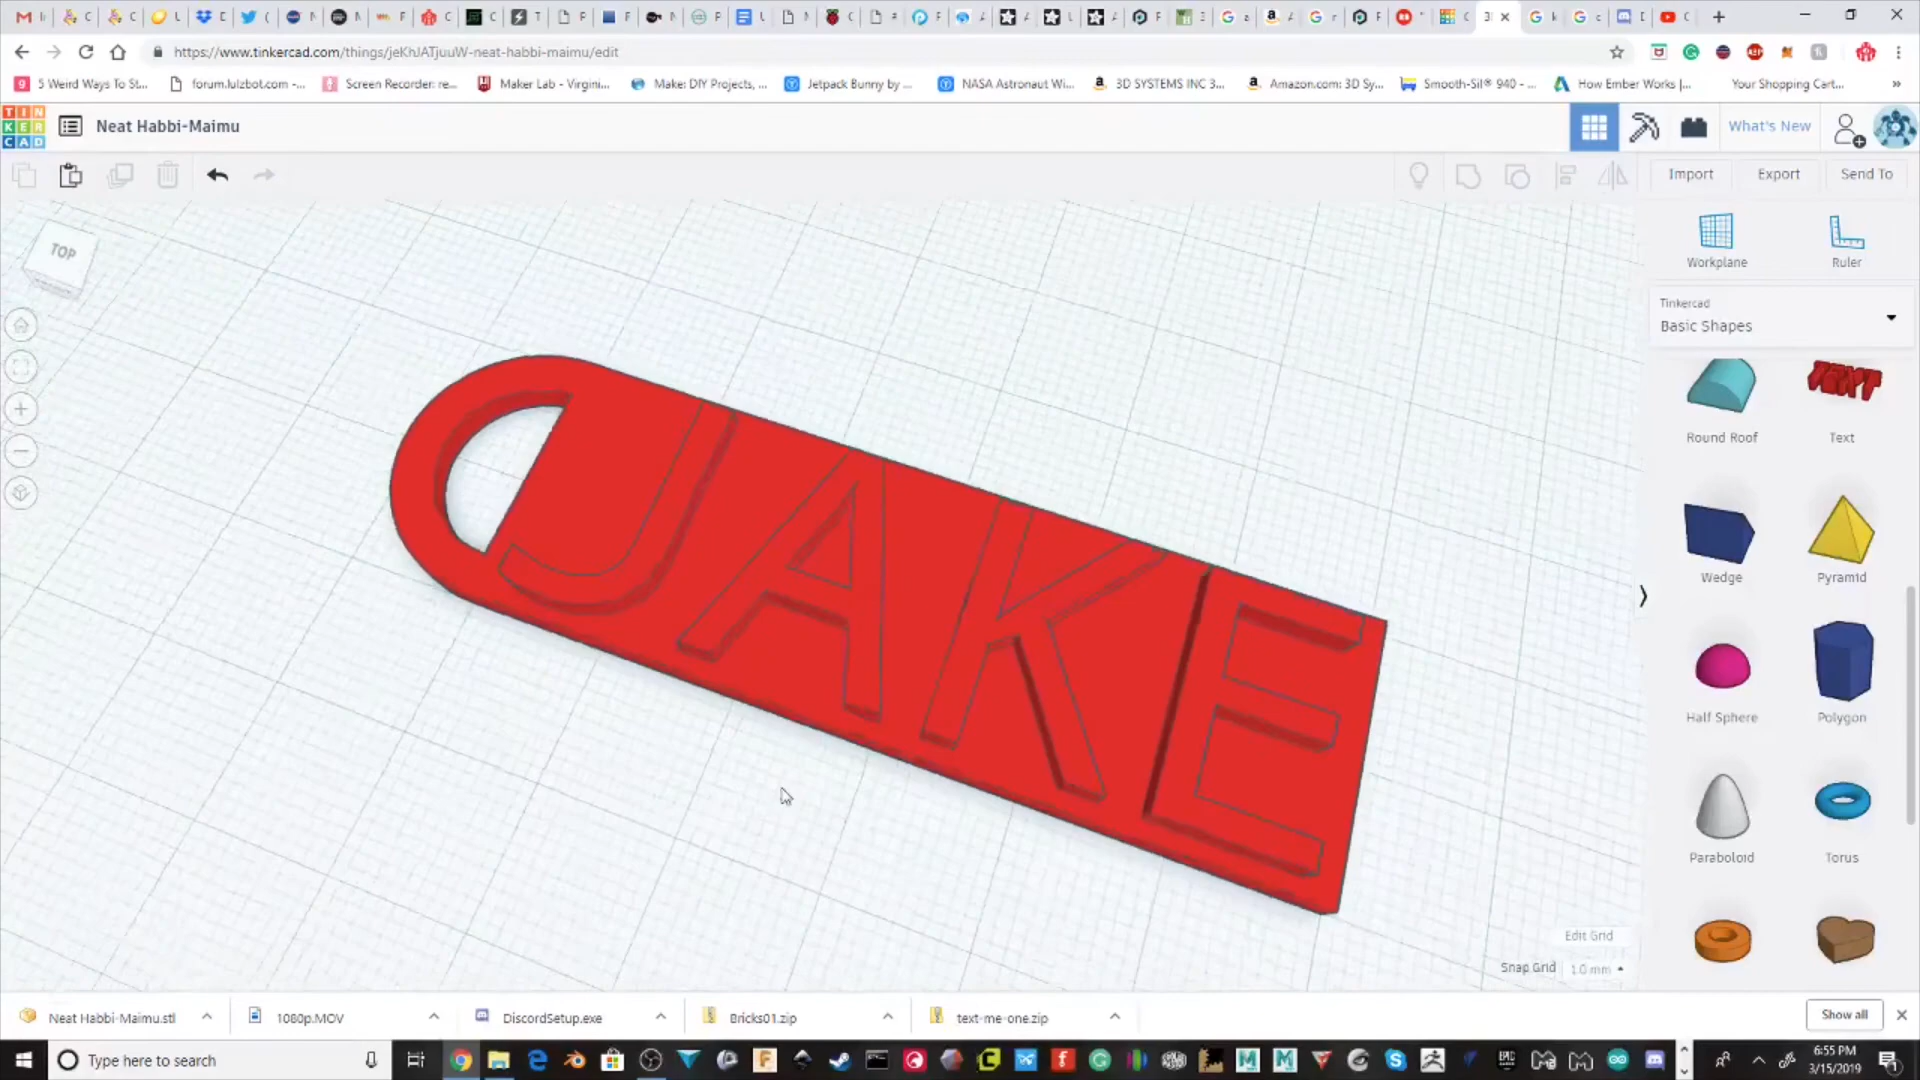 https://www.tinkercad.com/things/jeKhJATjuuW-neat-habbi-maimu/edit
5 Weird Ways To St...
forum.lulzbot.com -...
Screen Recorder: re...
Maker Lab - Virgini...
Make: DIY Projects, ...
Jetpack Bunny by ...
NASA Astronaut Wi...
3D SYSTEMS INC 3...
Amazon.com: 3D Sy...
Smooth-Sil® 940 - ...
How Ember Works |...
Your Shopping Cart...
TIN
KER
CAD
Neat Habbi-Maimu
What's New
Import
Export
Send To
TOP
Workplane
Ruler
Tinkercad
Basic Shapes
TEXT
Round Roof
Text
Wedge
Pyramid
Half Sphere
Polygon
Paraboloid
Torus
JAKE
Edit Grid
Snap Grid
1.0 mm
Neat Habbi-Maimu.stl
1080p.MOV
DiscordSetup.exe
Bricks01.zip
text-me-one.zip
Show all
Type here to search
6:55 PM
3/15/2019